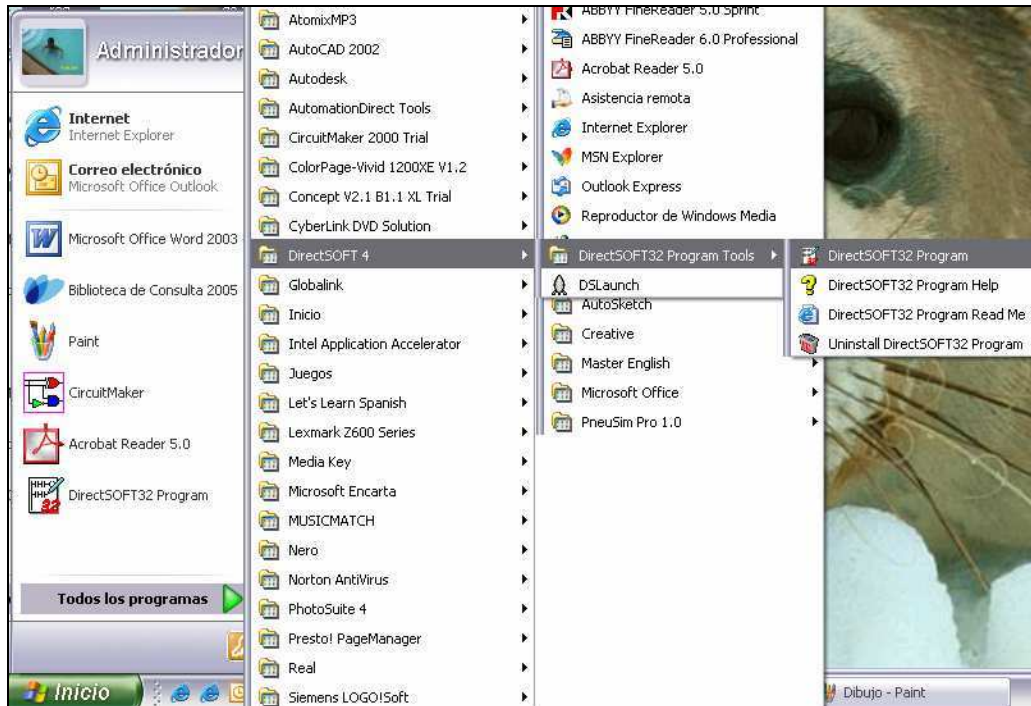 Administrador
Internet
Internet Explorer
Correo electrónico
Microsoft Office Outlook
Microsoft Office Word 2003
Biblioteca de Consulta 2005
Paint
CircuitMaker
Acrobat Reader 5.0
DirectSOFT32 Program
Todos los programas
Inicio
AtomixMP3
AutoCAD 2002
Autodesk
AutomationDirect Tools
CircuitMaker 2000 Trial
ColorPage-Vivid 1200XE V1.2
Concept V2.1 B1.1 XL Trial
CyberLink DVD Solution
DirectSOFT 4
Globalink
Inicio
Intel Application Accelerator
Juegos
Let's Learn Spanish
Lexmark Z600 Series
Media Key
Microsoft Encarta
MUSICMATCH
Nero
Norton AntiVirus
PhotoSuite 4
Presto! PageManager
Real
Siemens LOGO!Soft
ABBYY FineReader 5.0 Sprint
ABBYY FineReader 6.0 Professional
Acrobat Reader 5.0
Asistencia remota
Internet Explorer
MSN Explorer
Outlook Express
Reproductor de Windows Media
DirectSOFT32 Program Tools
DSLaunch
AutoSketch
Creative
Master English
Microsoft Office
PneuSim Pro 1.0
DirectSOFT32 Program
DirectSOFT32 Program Help
DirectSOFT32 Program Read Me
Uninstall DirectSOFT32 Program
Dibujo - Paint